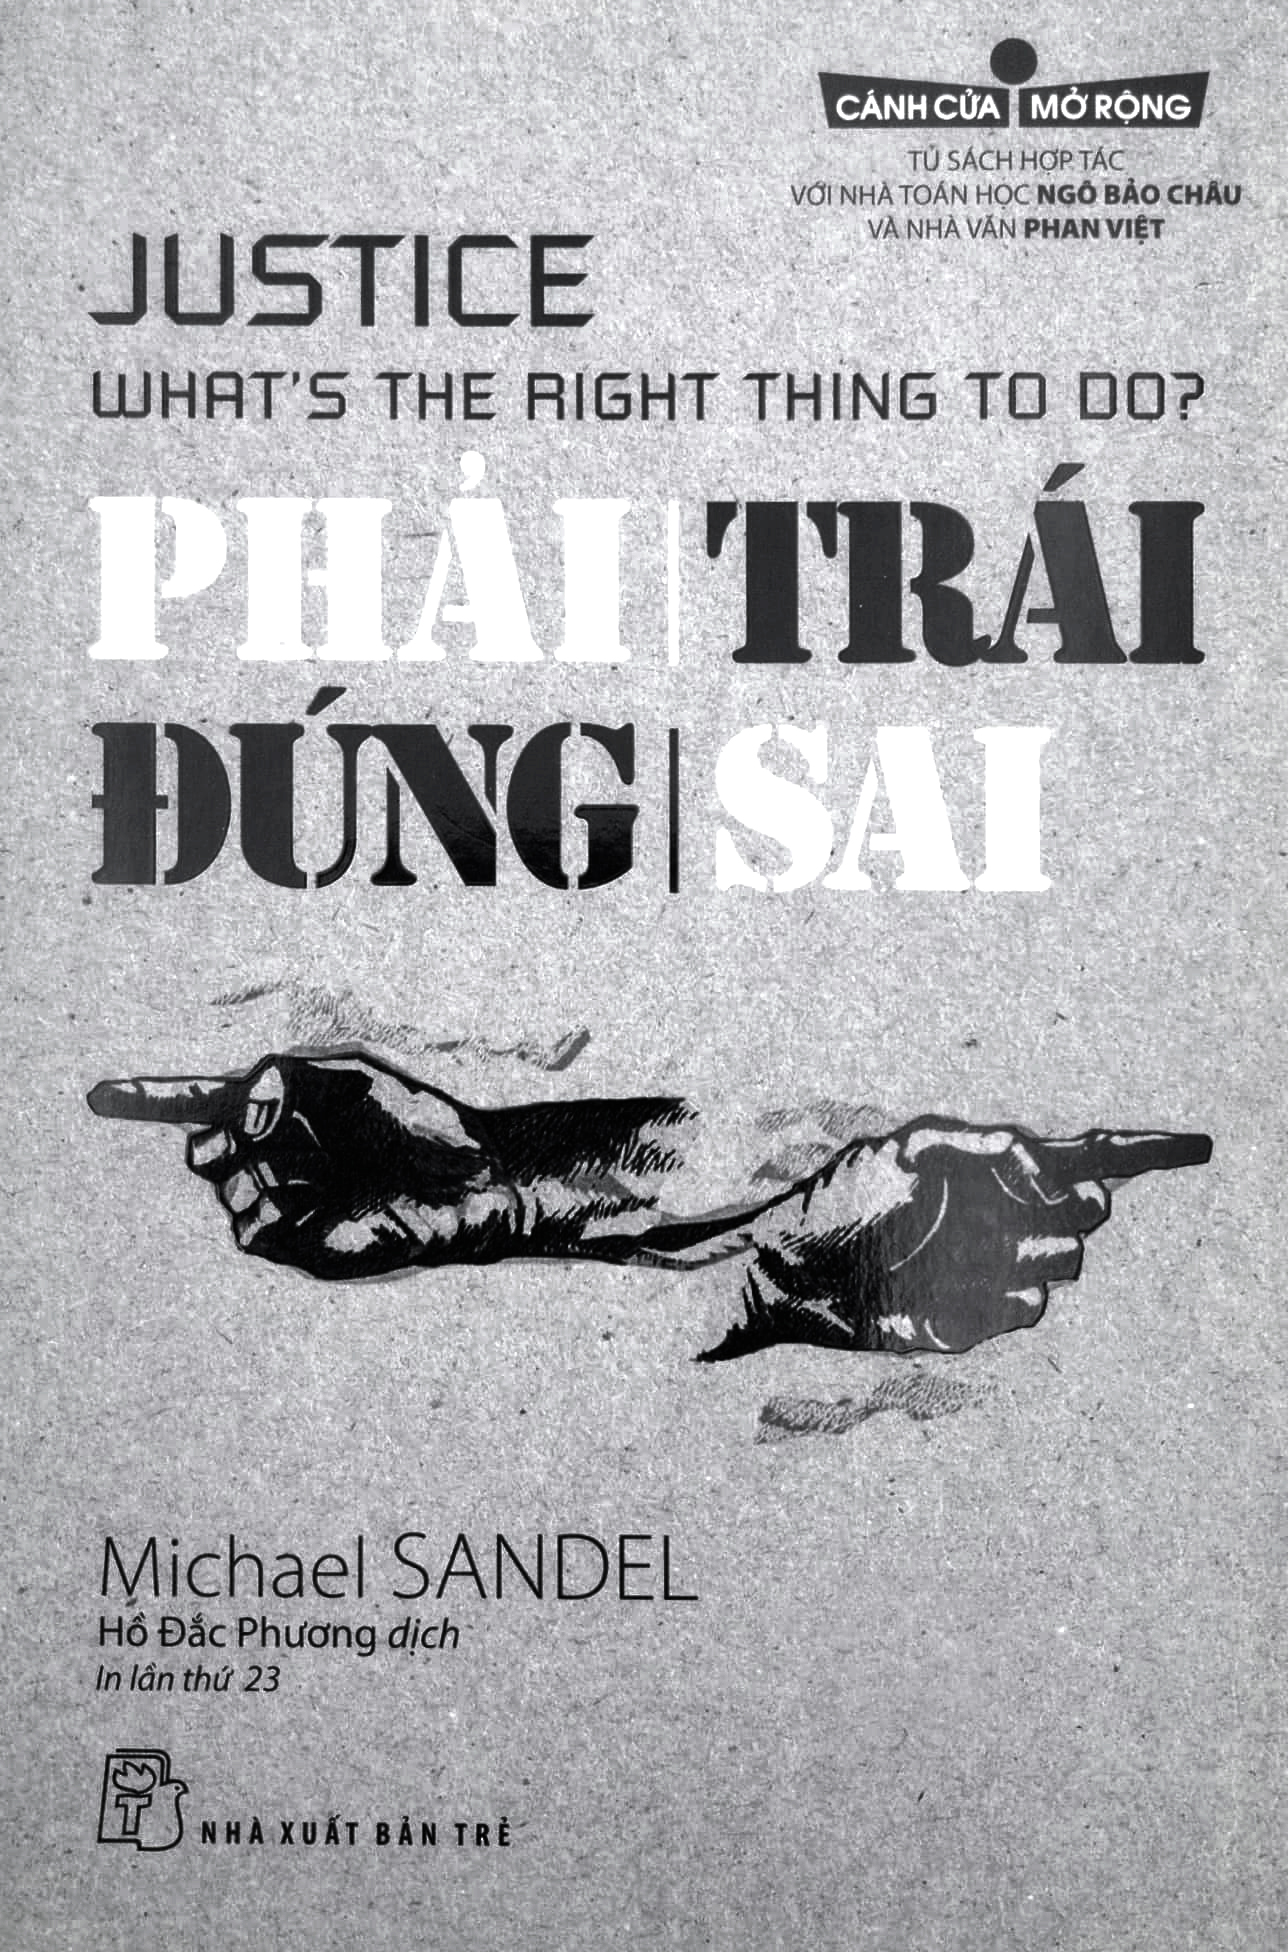 CÁNH CỬA MỞ RỘNG
TỦ SÁCH HỢP TÁC
VỚI NHÀ TOÁN HỌC NGÔ BẢO CHÂU
VÀ NHÀ VĂN PHAN VIỆT
JUSTICE
WHAT'S THE RIGHT THING TO DO?
PHẢI | TRÁI
ĐÚNG | SAI
Michael SANDEL
Hồ Đắc Phương dịch
In lần thứ 23
T
NHÀ XUẤT BẢN TRẺ